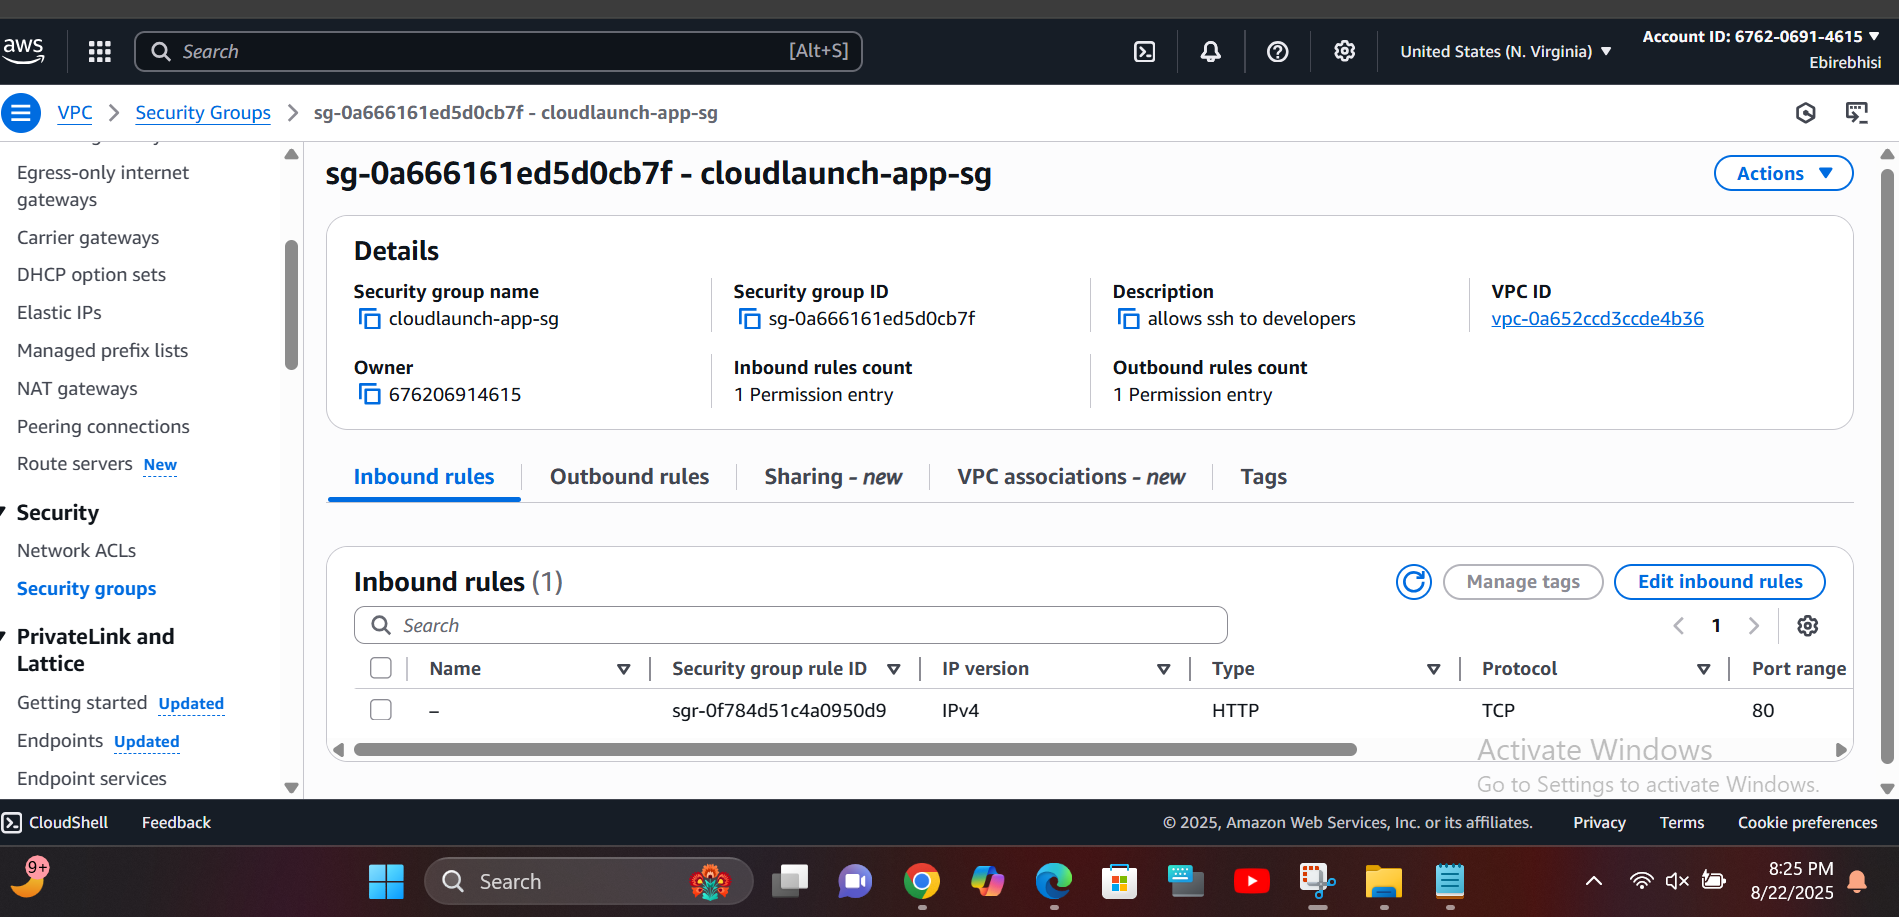 aws
Search
[Alt+S]
United States (N. Virginia)
Account ID: 6762-0691-4615
Ebirebhisi
VPC
Security Groups
sg-0a666161ed5d0cb7f - cloudlaunch-app-sg
Egress-only internet
gateways
Carrier gateways
DHCP option sets
Elastic IPs
Managed prefix lists
NAT gateways
Peering connections
Route servers New
Security
Network ACLs
Security groups
PrivateLink and
Lattice
Getting started Updated
Endpoints Updated
Endpoint services
sg-0a666161ed5d0cb7f - cloudlaunch-app-sg
Actions
Details
Security group name
cloudlaunch-app-sg
Security group ID
sg-0a666161ed5d0cb7f
Description
allows ssh to developers
VPC ID
vpc-0a652ccd3ccde4b36
Owner
676206914615
Inbound rules count
1 Permission entry
Outbound rules count
1 Permission entry
Inbound rules
Outbound rules
Sharing - new
VPC associations - new
Tags
Inbound rules (1)
Manage tags
Edit inbound rules
Search
1
Name
Security group rule ID
IP version
Type
Protocol
Port range
–
sgr-0f784d51c4a0950d9
IPv4
HTTP
TCP
80
Activate Windows
Go to Settings to activate Windows.
CloudShell
Feedback
© 2025, Amazon Web Services, Inc. or its affiliates.
Privacy
Terms
Cookie preferences
9+
Search
8:25 PM
8/22/2025